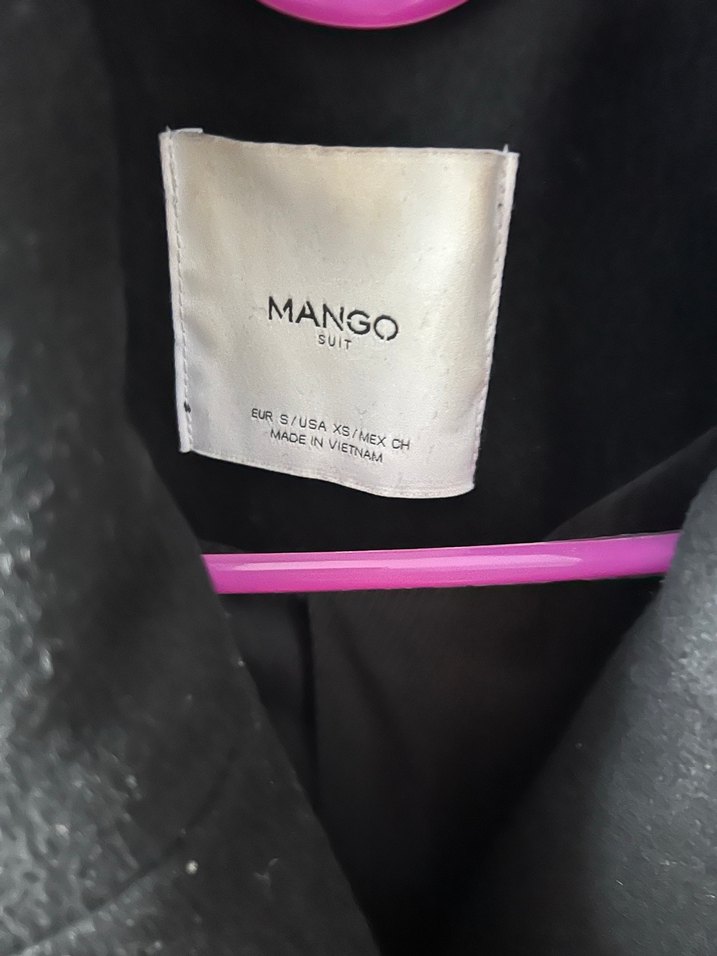 MANGO
SUIT
EUR S/USA XS/MEX CH
MADE IN VIETNAM